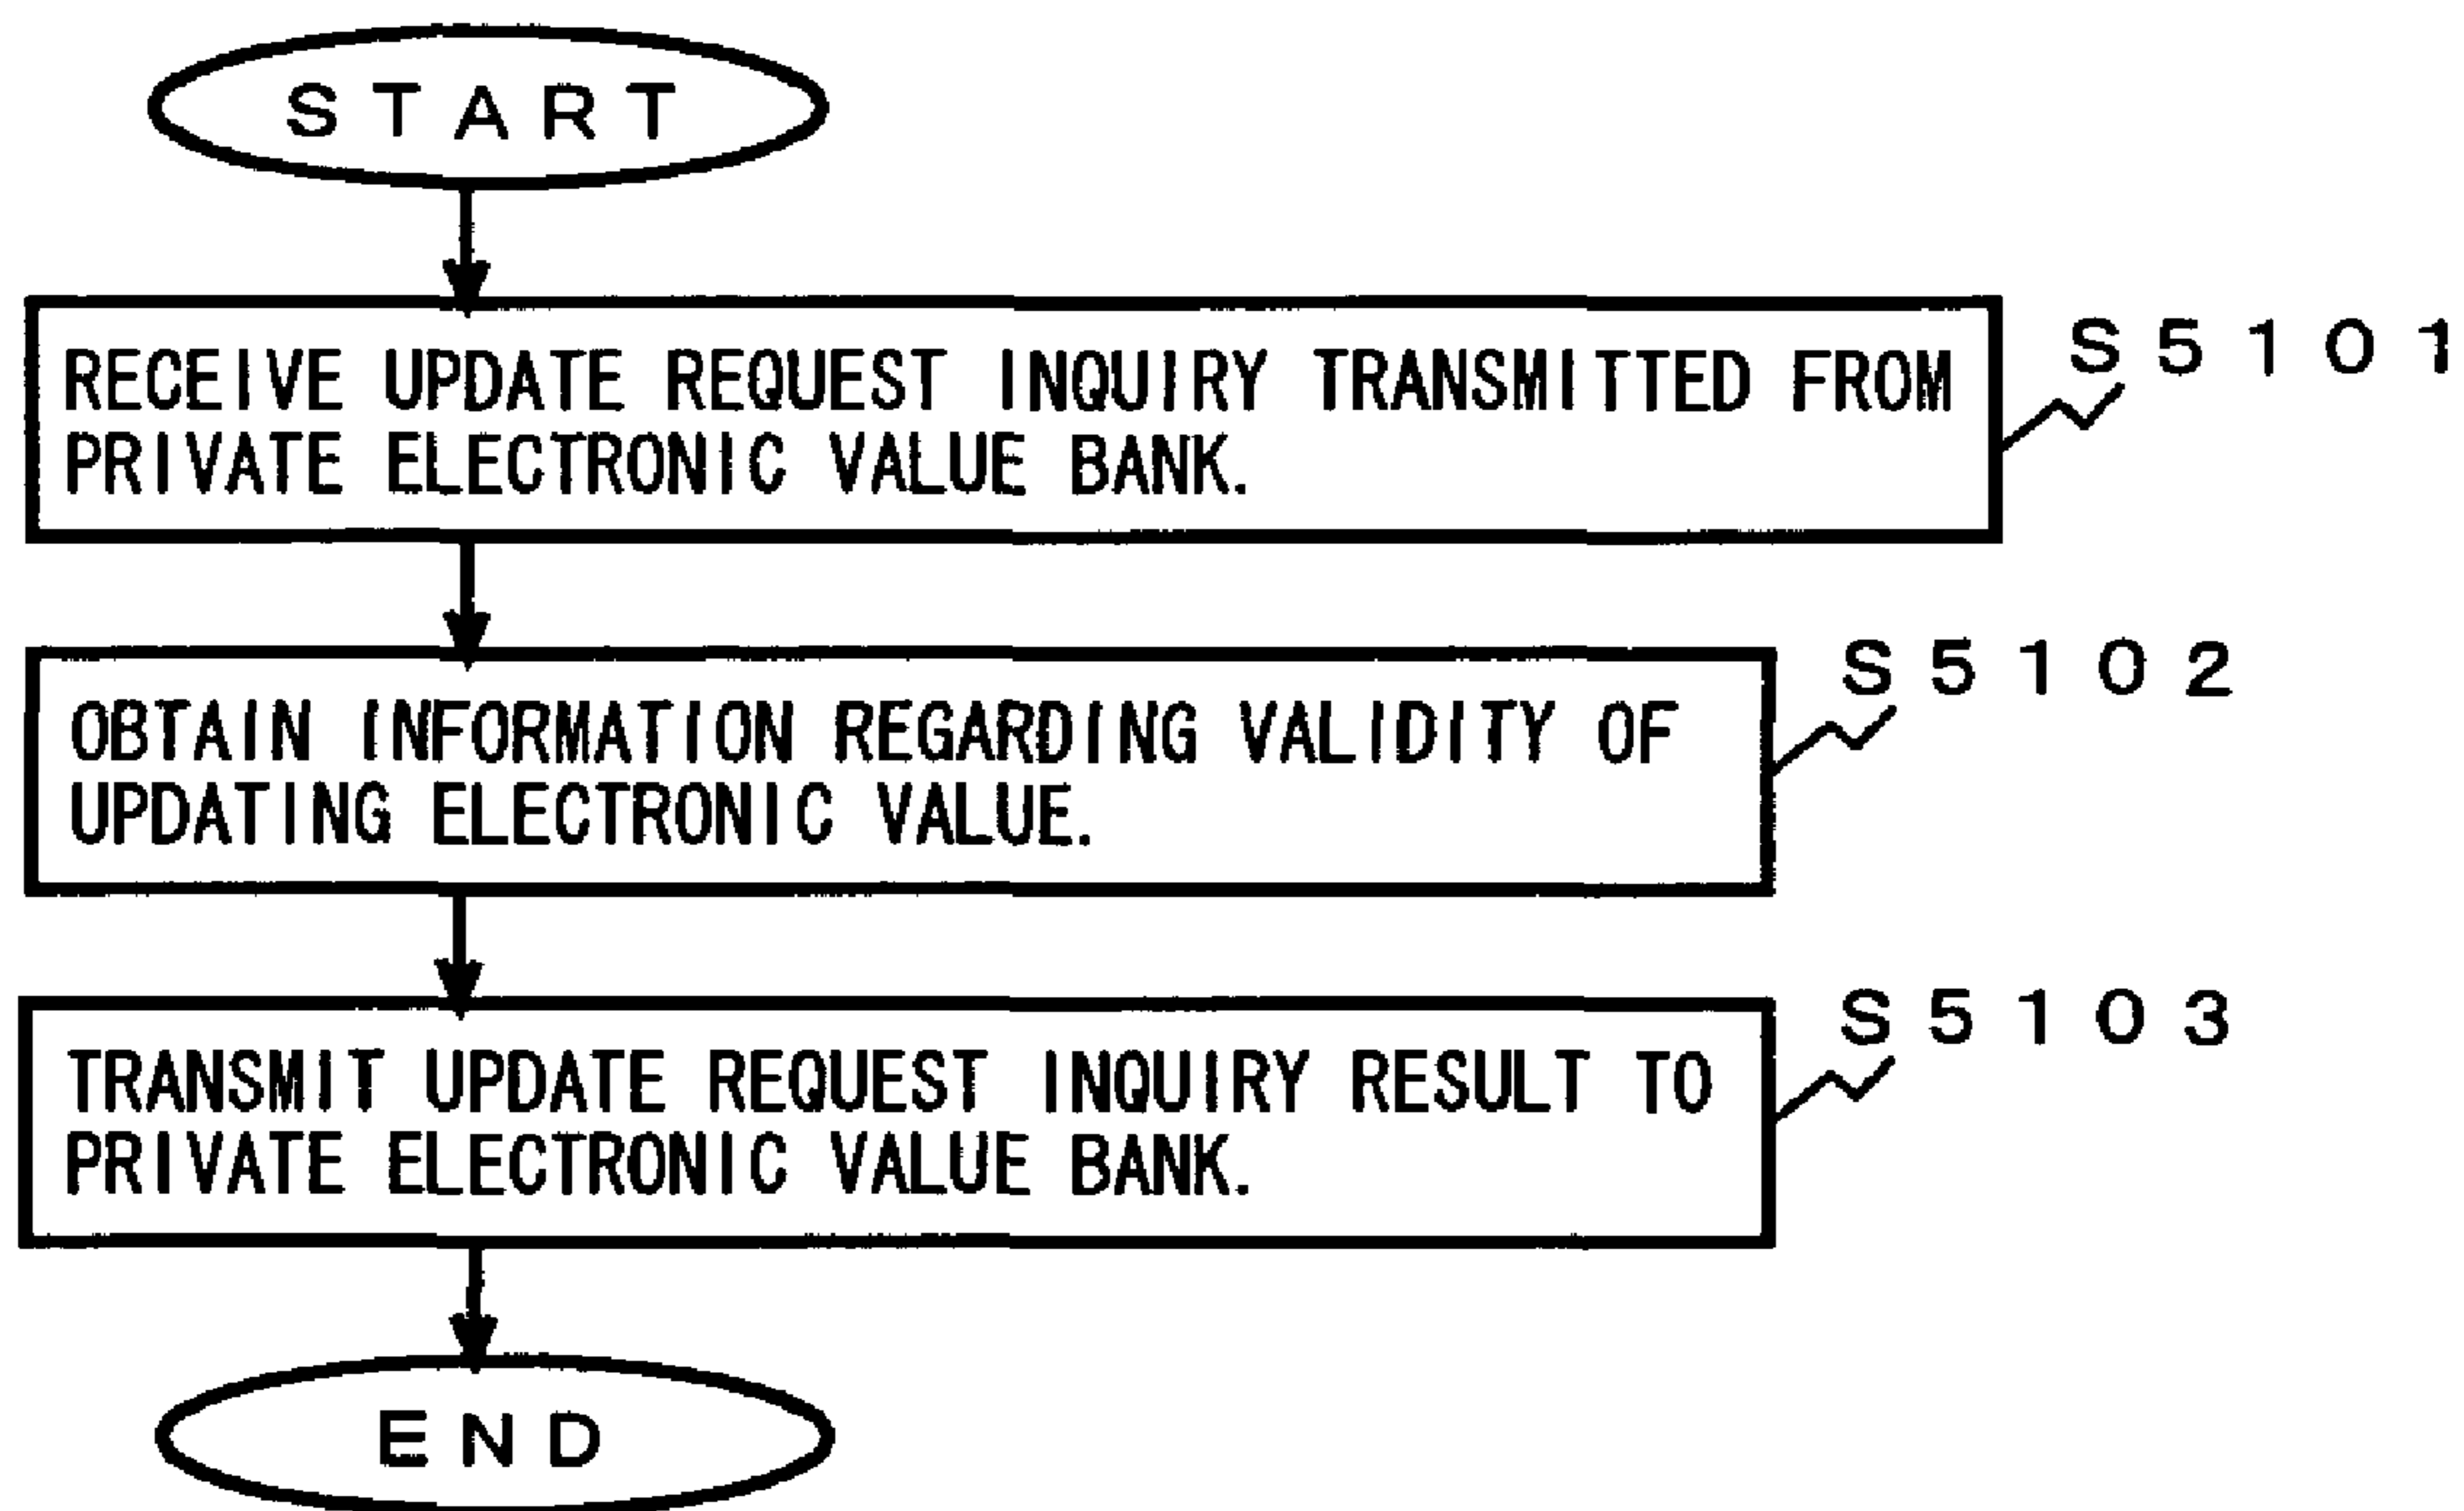 START
RECEIVE UPDATE REQUEST INQUIRY TRANSMITTED FROM
PRIVATE ELECTRONIC VALUE BANK.
S5101
OBTAIN INFORMATION REGARDING VALIDITY OF
UPDATING ELECTRONIC VALUE.
S5102
TRANSMIT UPDATE REQUEST INQUIRY RESULT TO
PRIVATE ELECTRONIC VALUE BANK.
S5103
END